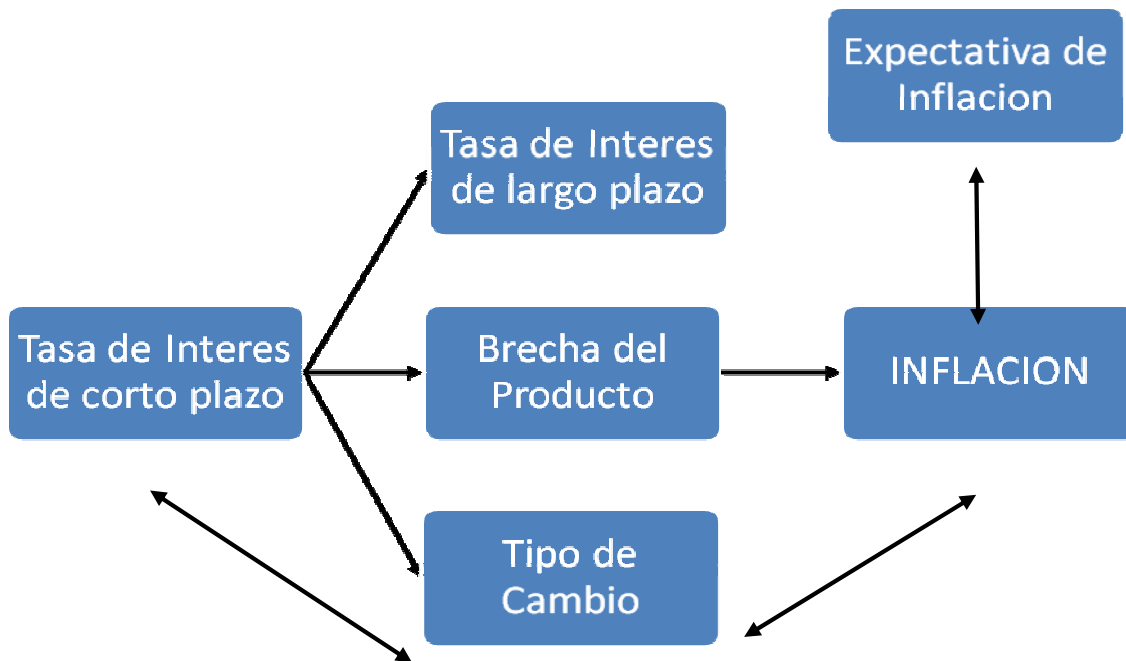 Expectativa de
Inflacion
Tasa de Interes
de largo plazo
Tasa de Interes
de corto plazo
Brecha del
Producto
INFLACION
Tipo de
Cambio